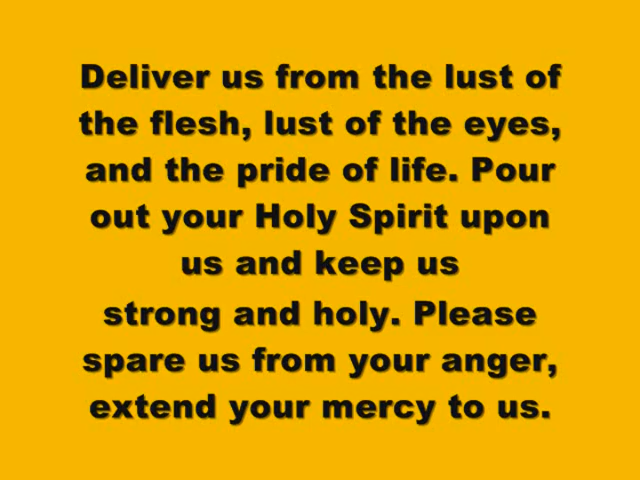 Deliver us from the lust of
the flesh, lust of the eyes,
and the pride of life. Pour
out your Holy Spirit upon
us and keep us
strong and holy. Please
spare us from your anger,
extend your mercy to us.